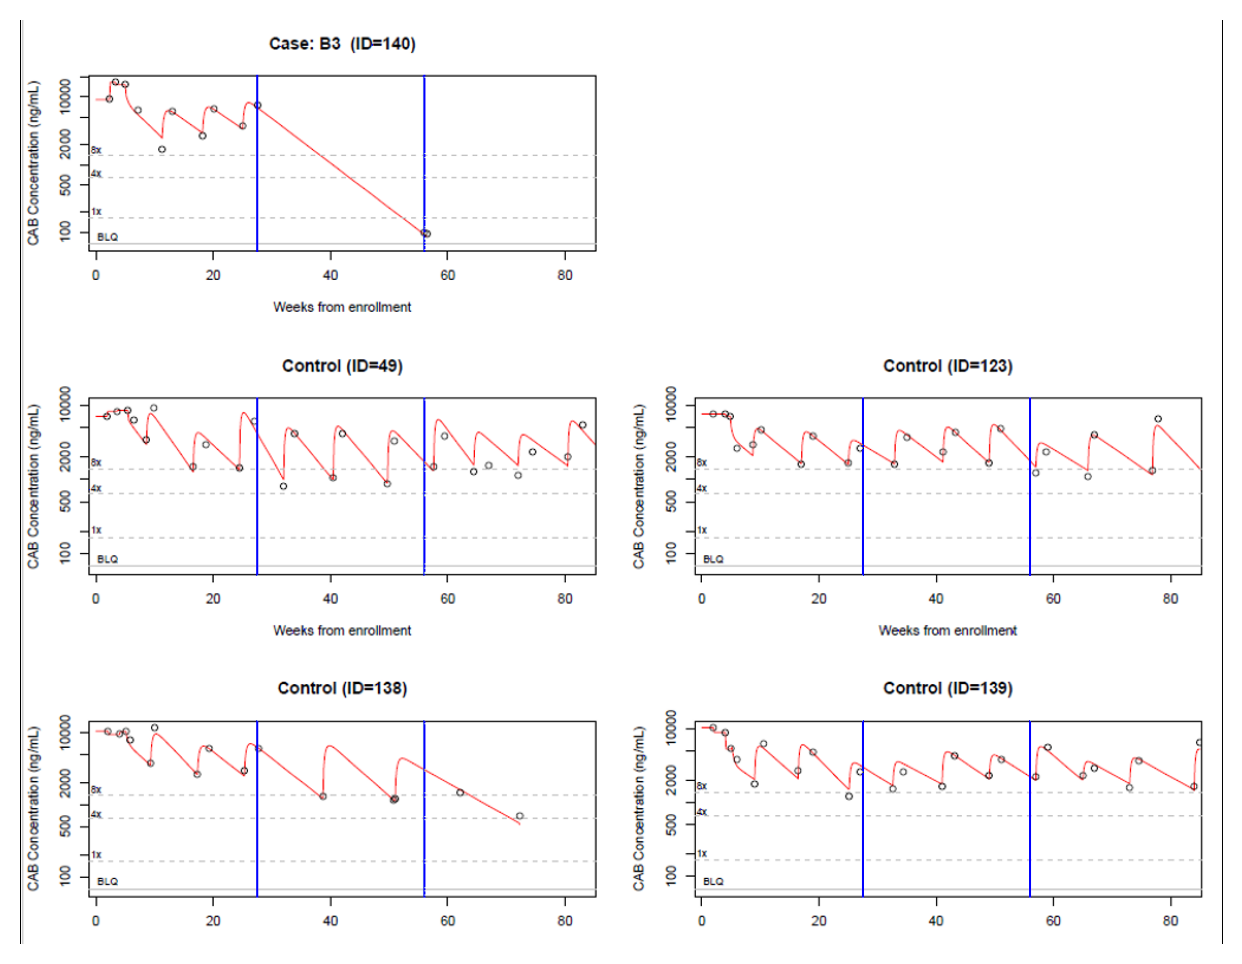 Case: B3 (ID=140)
CAB Concentration (ng/mL)
10000
2000
500
100
8x
4x
1x
BLQ
0 20 40 60 80
Weeks from enrollment
Control (ID=49)
CAB Concentration (ng/mL)
10000
2000
500
100
8x
4x
1x
BLQ
0 20 40 60 80
Weeks from enrollment
Control (ID=123)
CAB Concentration (ng/mL)
10000
2000
500
100
8x
4x
1x
BLQ
0 20 40 60 80
Weeks from enrollment
Control (ID=138)
CAB Concentration (ng/mL)
10000
2000
500
100
8x
4x
1x
BLQ
0 20 40 60 80
Control (ID=139)
CAB Concentration (ng/mL)
10000
2000
500
100
8x
4x
1x
BLQ
0 20 40 60 80